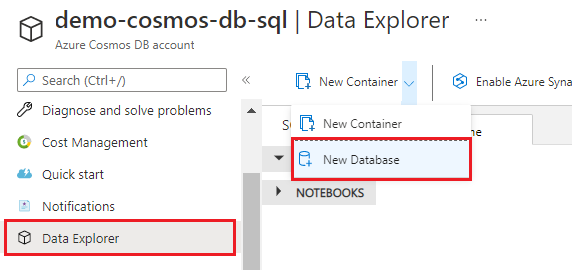 demo-cosmos-db-sql | Data Explorer ...
Azure Cosmos DB account
Search (Ctrl+/)
«
Diagnose and solve problems
Cost Management
Quick start
Notifications
Data Explorer
New Container
Enable Azure Syna
New Container
New Database
NOTEBOOKS